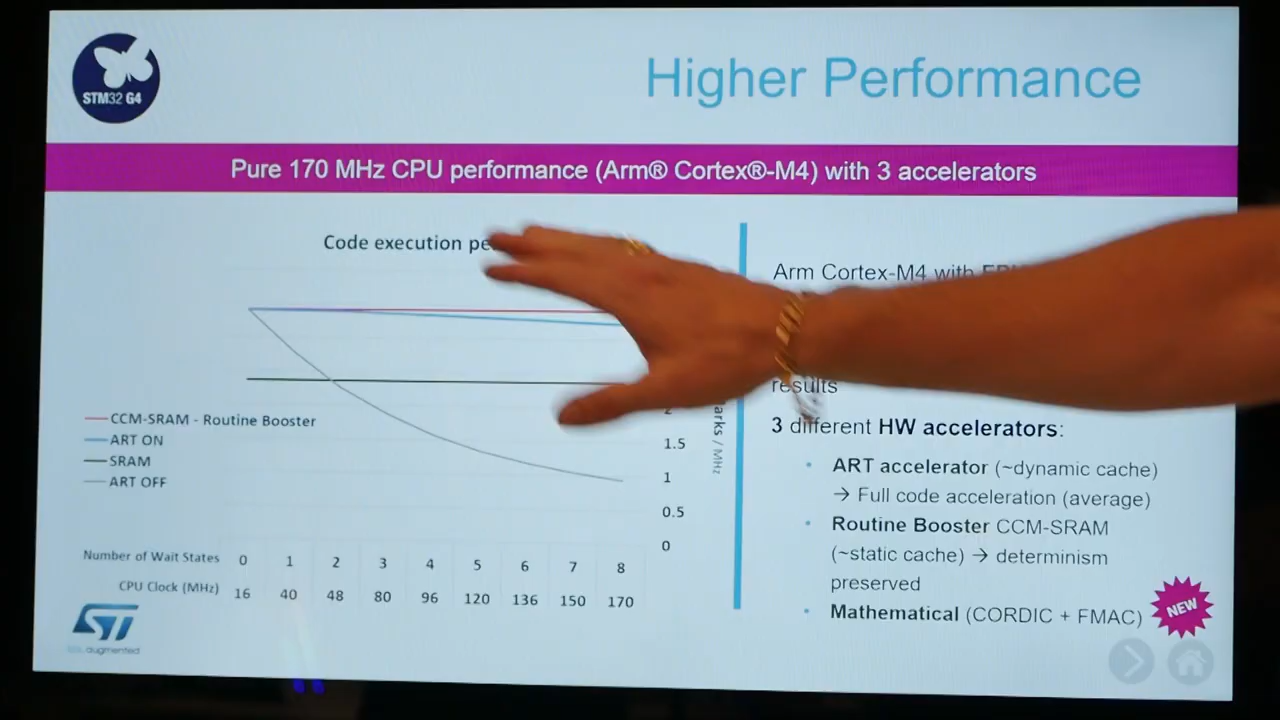 STM32 G4
Higher Performance
Pure 170 MHz CPU performance (Arm® Cortex®-M4) with 3 accelerators
Code execution
2
1.5
1
0.5
0
/ MHz
CCM-SRAM - Routine Booster
ART ON
SRAM
ART OFF
Number of Wait States 0 1 2 3 4 5 6 7 8
CPU Clock (MHz) 16 40 48 80 96 120 136 150 170
ST
augmented
Arm Cortex-M4 with
results
3 different HW accelerators:
• ART accelerator (~dynamic cache)
→ Full code acceleration (average)
• Routine Booster CCM-SRAM
(~static cache) → determinism
preserved
• Mathematical (CORDIC + FMAC)
NEW